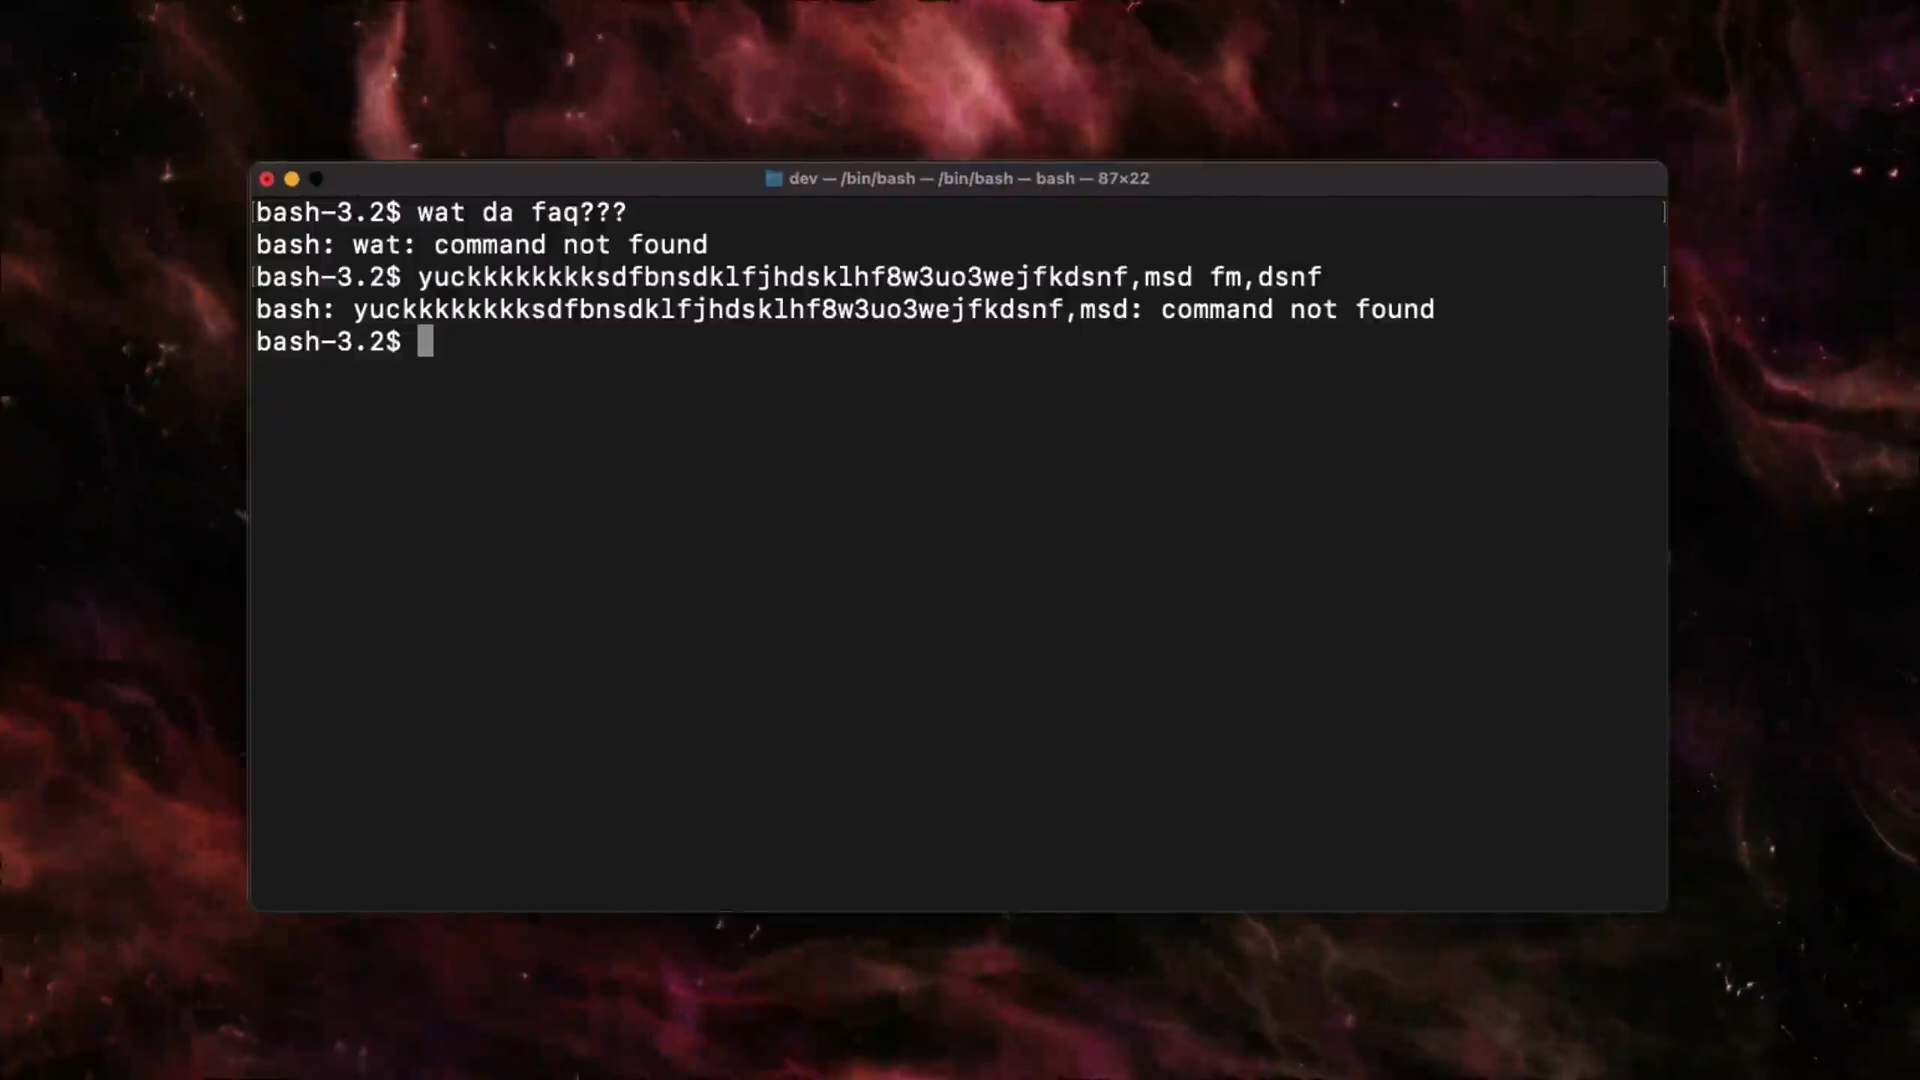 dev — /bin/bash — /bin/bash — bash — 87×22
bash-3.2$ wat da faq???
bash: wat: command not found
bash-3.2$ yuckkkkkkkksdfbnsdklfjhdsklhf8w3uo3wejfkdsnf,msd fm,dsnf
bash: yuckkkkkkkksdfbnsdklfjhdsklhf8w3uo3wejfkdsnf,msd: command not found
bash-3.2$